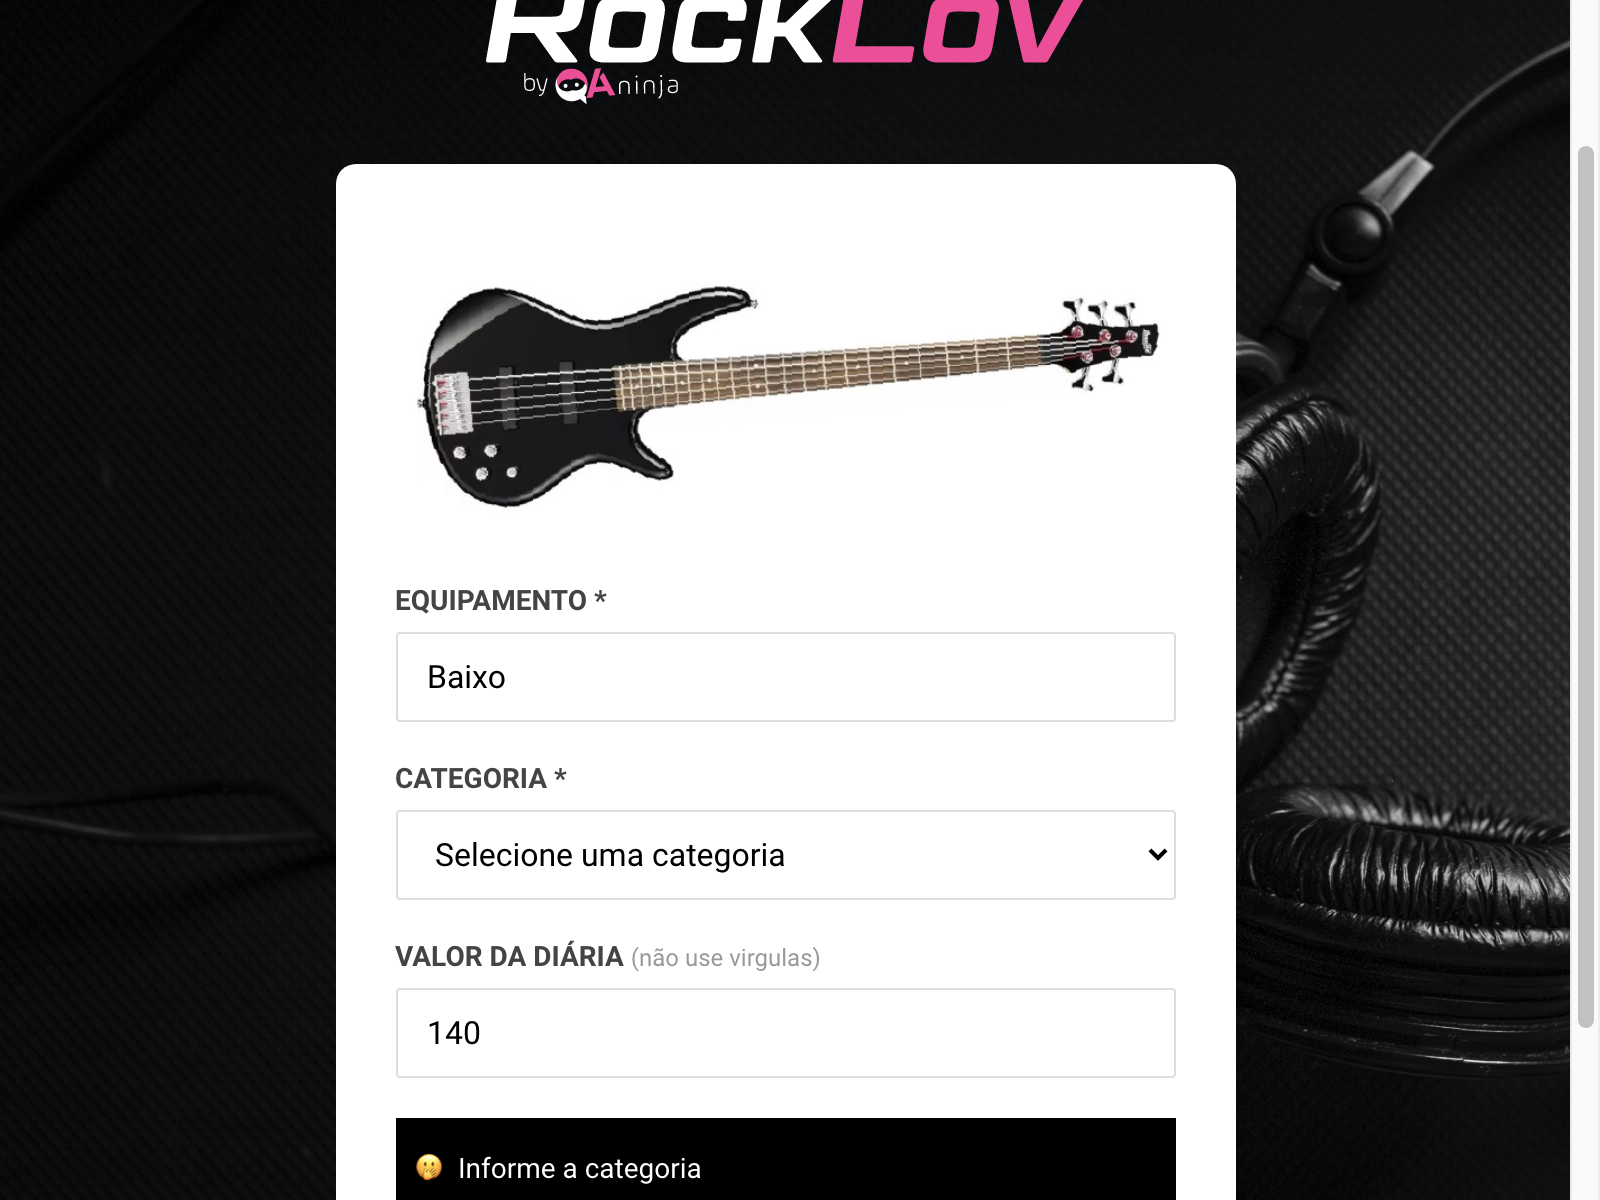 RockLov
by QAninja
EQUIPAMENTO *
Baixo
CATEGORIA *
Selecione uma categoria
VALOR DA DIÁRIA (não use virgulas)
140
🤭 Informe a categoria